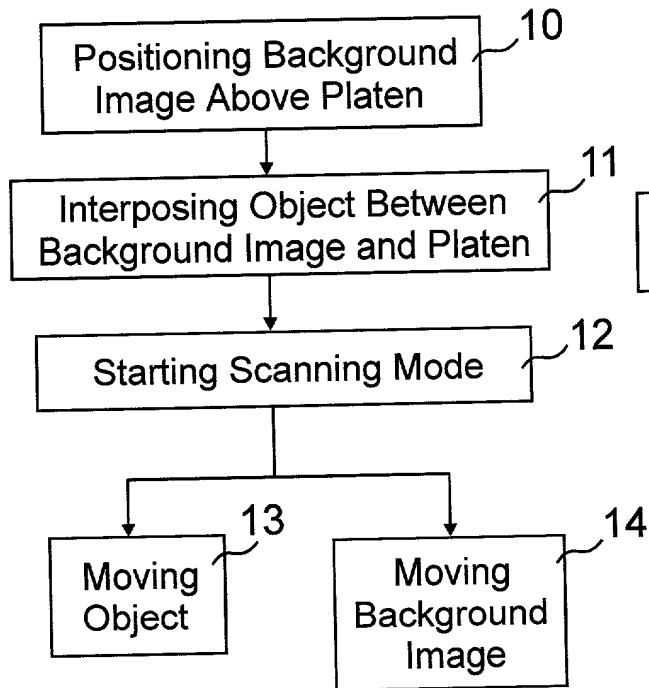 10
Positioning Background
Image Above Platen
11
Interposing Object Between
Background Image and Platen
12
Starting Scanning Mode
13
Moving
Object
14
Moving
Background
Image